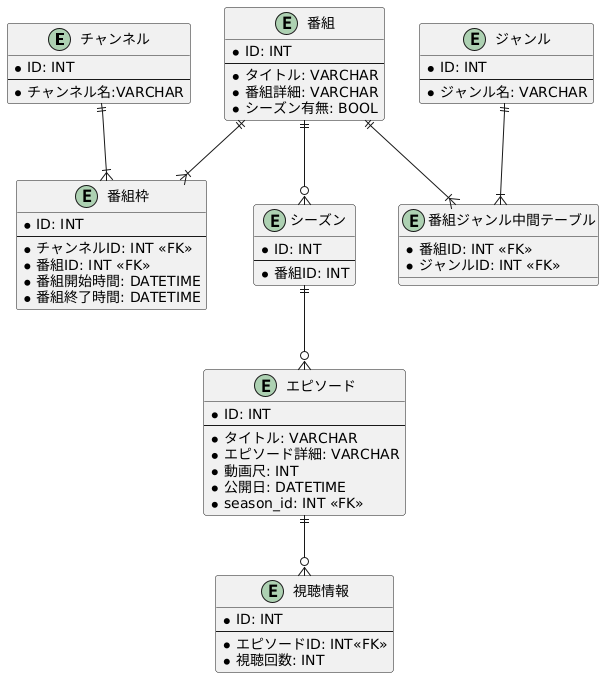 E チャンネル
* ID: INT
* チャンネル名:VARCHAR
E 番組
* ID: INT
* タイトル: VARCHAR
* 番組詳細: VARCHAR
* シーズン有無: BOOL
E ジャンル
* ID: INT
* ジャンル名: VARCHAR
E 番組枠
* ID: INT
* チャンネルID: INT «FK»
* 番組ID: INT «FK»
* 番組開始時間: DATETIME
* 番組終了時間: DATETIME
E シーズン
* ID: INT
* 番組ID: INT
E 番組ジャンル中間テーブル
* 番組ID: INT «FK»
* ジャンルID: INT «FK»
E エピソード
* ID: INT
* タイトル: VARCHAR
* エピソード詳細: VARCHAR
* 動画尺: INT
* 公開日: DATETIME
* season_id: INT «FK»
E 視聴情報
* ID: INT
* エピソードID: INT«FK»
* 視聴回数: INT